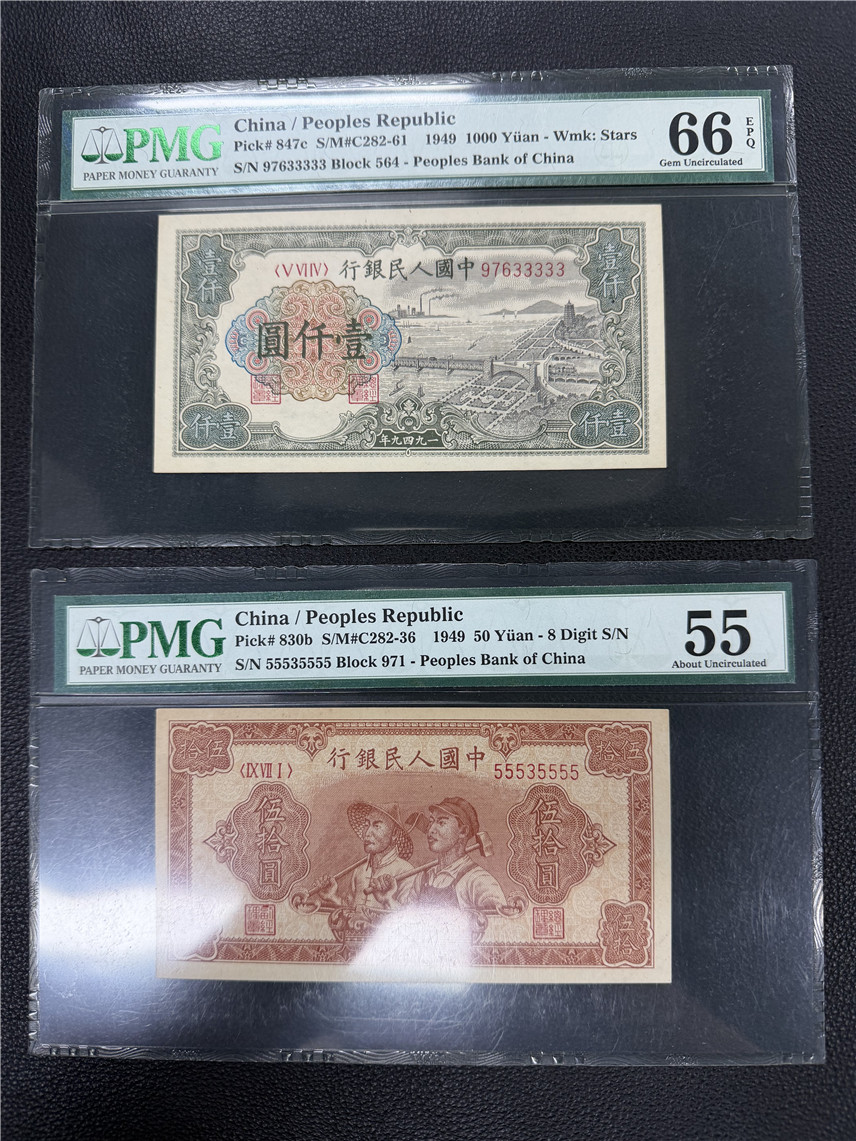 PMG
PAPER MONEY GUARANTY
China / Peoples Republic
Pick# 847c S/M#C282-61 1949 1000 Yüan - Wmk: Stars
S/N 97633333 Block 564 - Peoples Bank of China
66
EPQ
Gem Uncirculated
壹仟
壹仟
〈V VII IV〉 行銀民人國中 97633333
圓仟壹
仟壹
年九四九一
仟壹
PMG
PAPER MONEY GUARANTY
China / Peoples Republic
Pick# 830b S/M#C282-36 1949 50 Yüan - 8 Digit S/N
S/N 55535555 Block 971 - Peoples Bank of China
55
About Uncirculated
拾伍
拾伍
行銀民人國中
〈IX VII I〉 55535555
伍拾圓
伍拾圓
伍拾